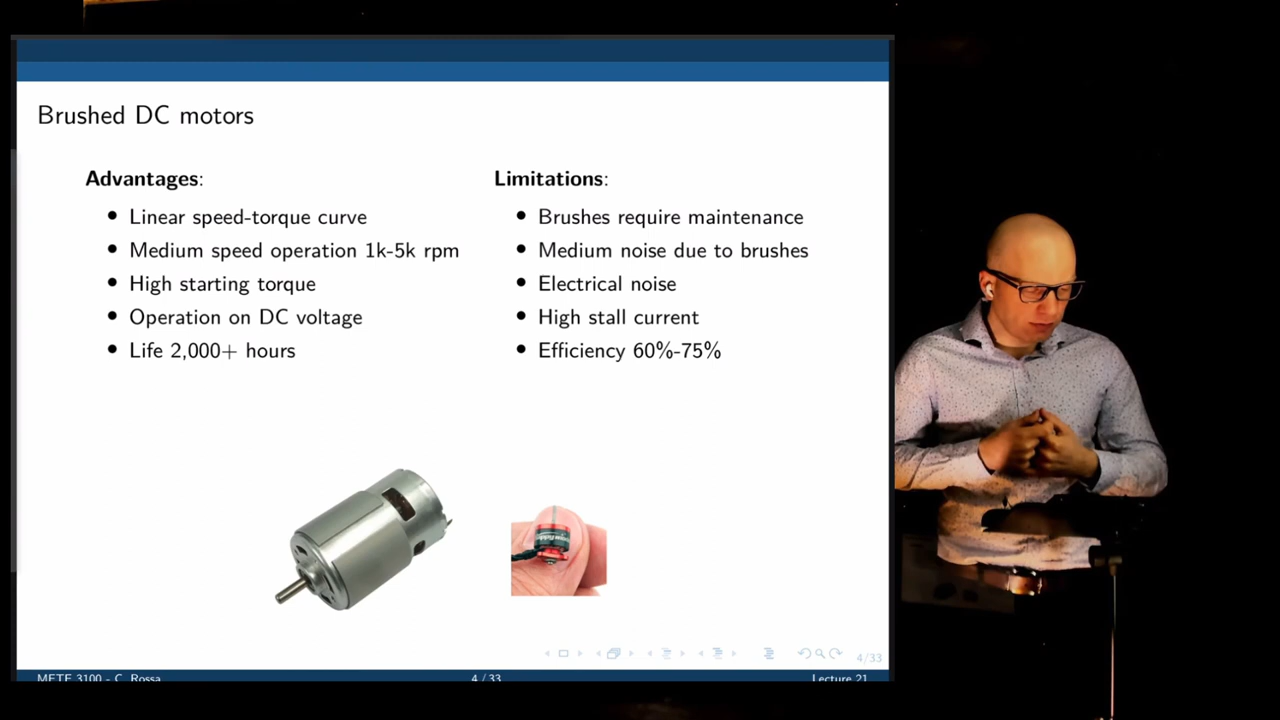 Brushed DC motors
Advantages:
• Linear speed-torque curve
• Medium speed operation 1k-5k rpm
• High starting torque
• Operation on DC voltage
• Life 2,000+ hours
Limitations:
• Brushes require maintenance
• Medium noise due to brushes
• Electrical noise
• High stall current
• Efficiency 60%-75%
4/33
METE 3100 - C. Rossa
4 / 33
Lecture 21